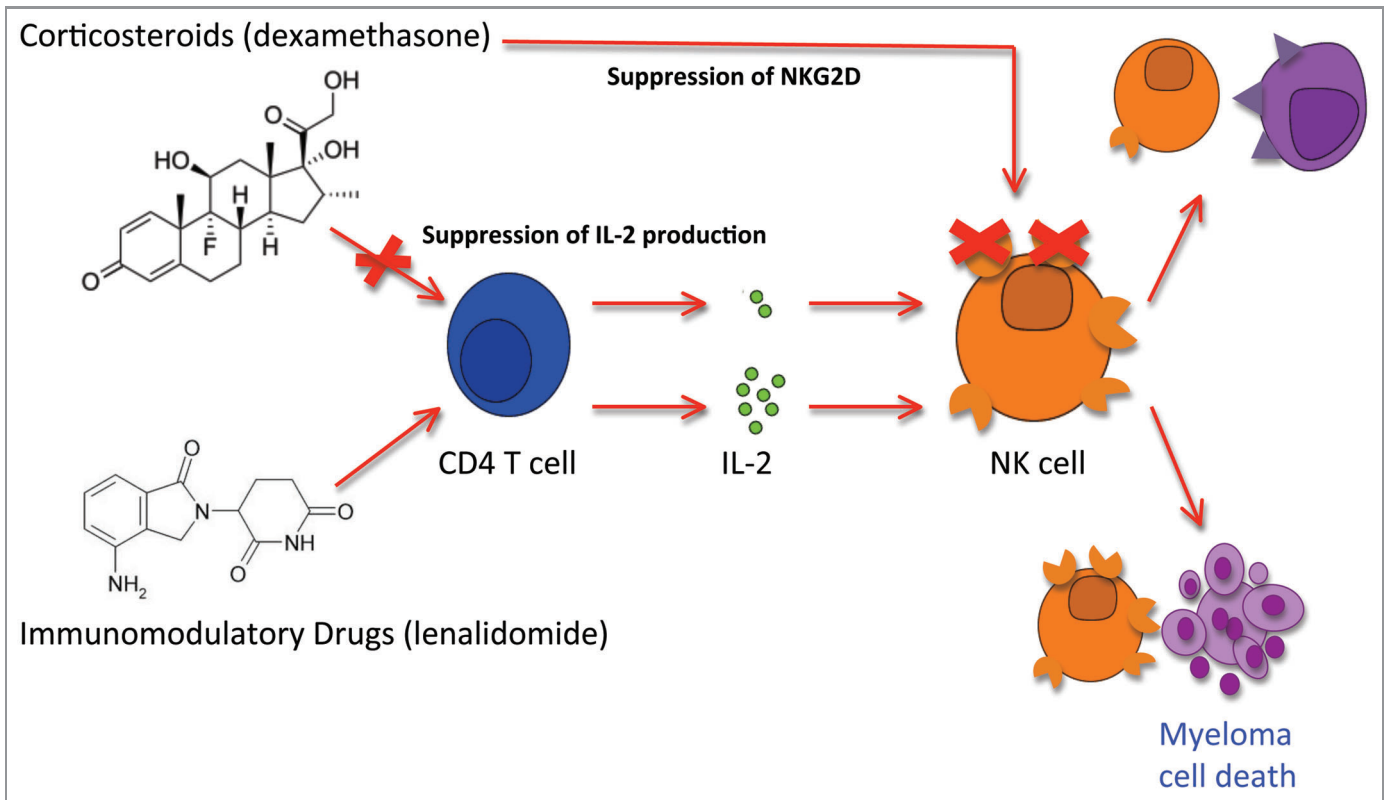 Corticosteroids (dexamethasone)
Suppression of NKG2D
OH
O
HO
OH
H
F
H
O
Suppression of IL-2 production
CD4 T cell
IL-2
NK cell
O
N
O
NH
O
NH2
Immunomodulatory Drugs (lenalidomide)
Myeloma
cell death